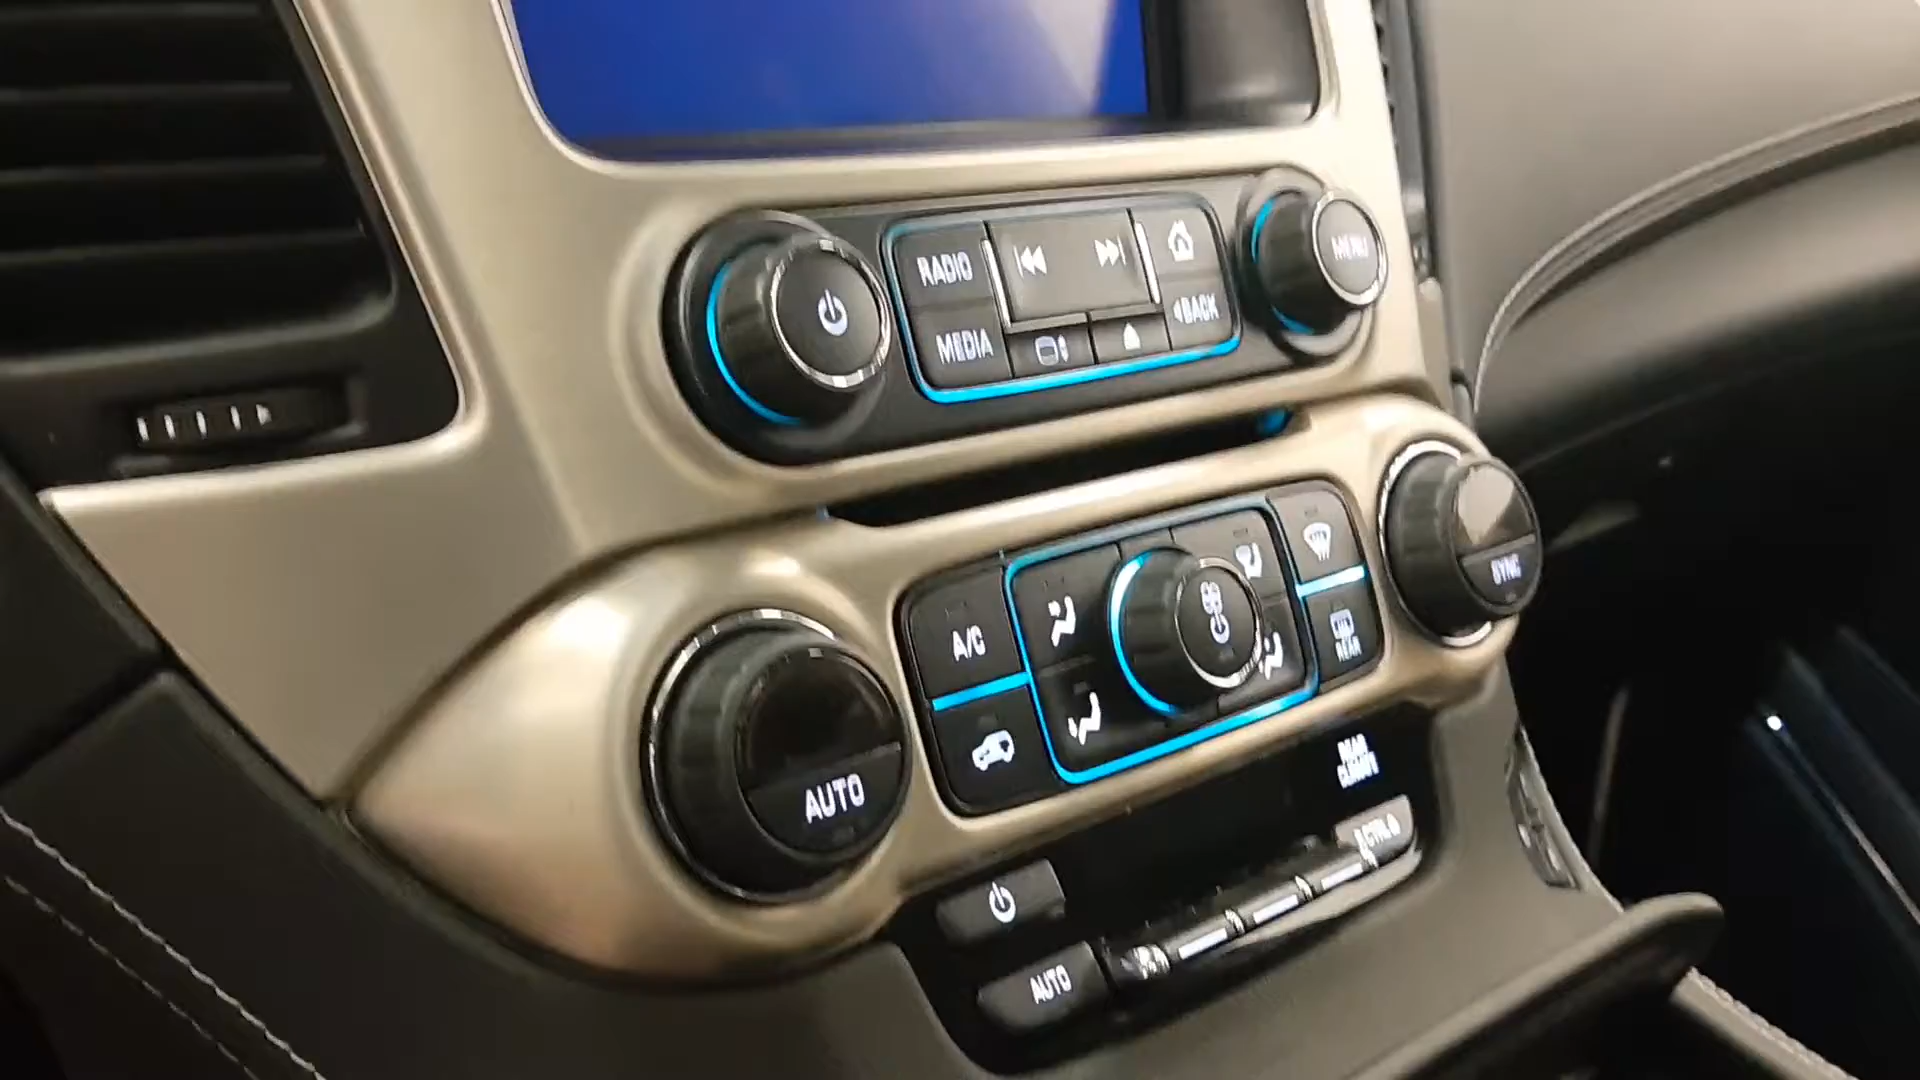 RADIO
MEDIA
BACK
MENU
A/C
AUTO
SYNC
REAR
REAR
CLIMATE
AUTO